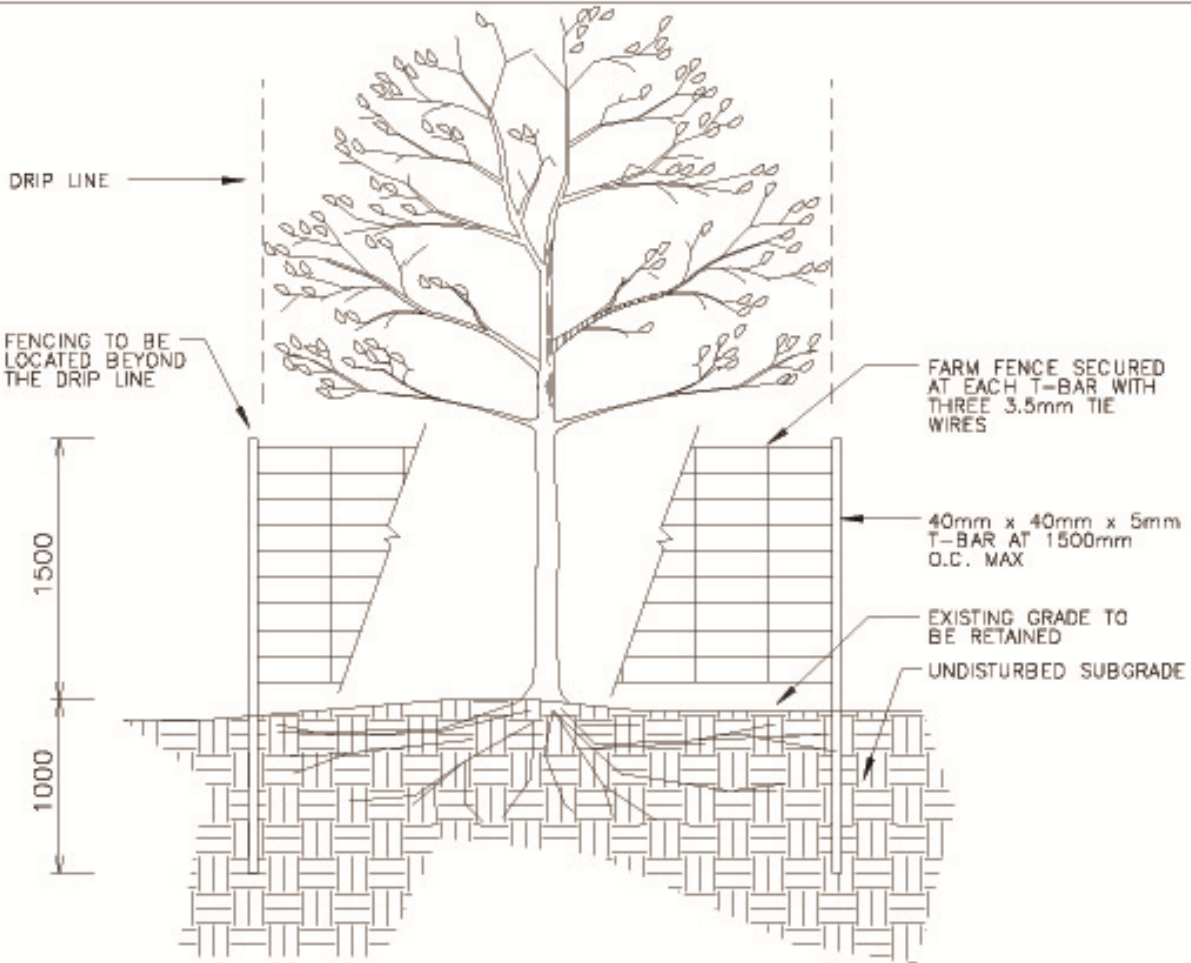 DRIP LINE
FENCING TO BE
LOCATED BEYOND
THE DRIP LINE
1500
1000
FARM FENCE SECURED
AT EACH T-BAR WITH
THREE 3.5mm TIE
WIRES
40mm x 40mm x 5mm
T-BAR AT 1500mm
O.C. MAX
EXISTING GRADE TO
BE RETAINED
UNDISTURBED SUBGRADE